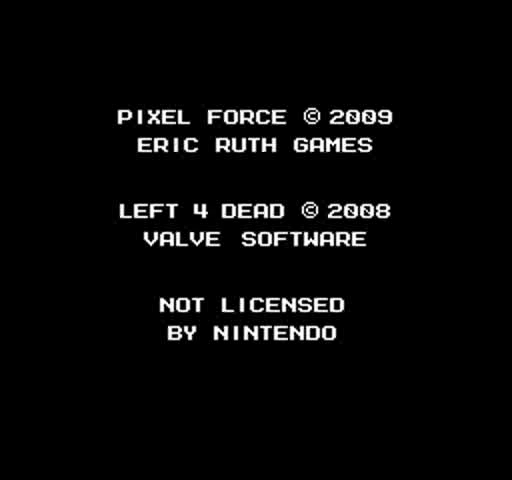 PIXEL FORCE © 2009
ERIC RUTH GAMES
LEFT 4 DEAD © 2008
VALVE SOFTWARE
NOT LICENSED
BY NINTENDO